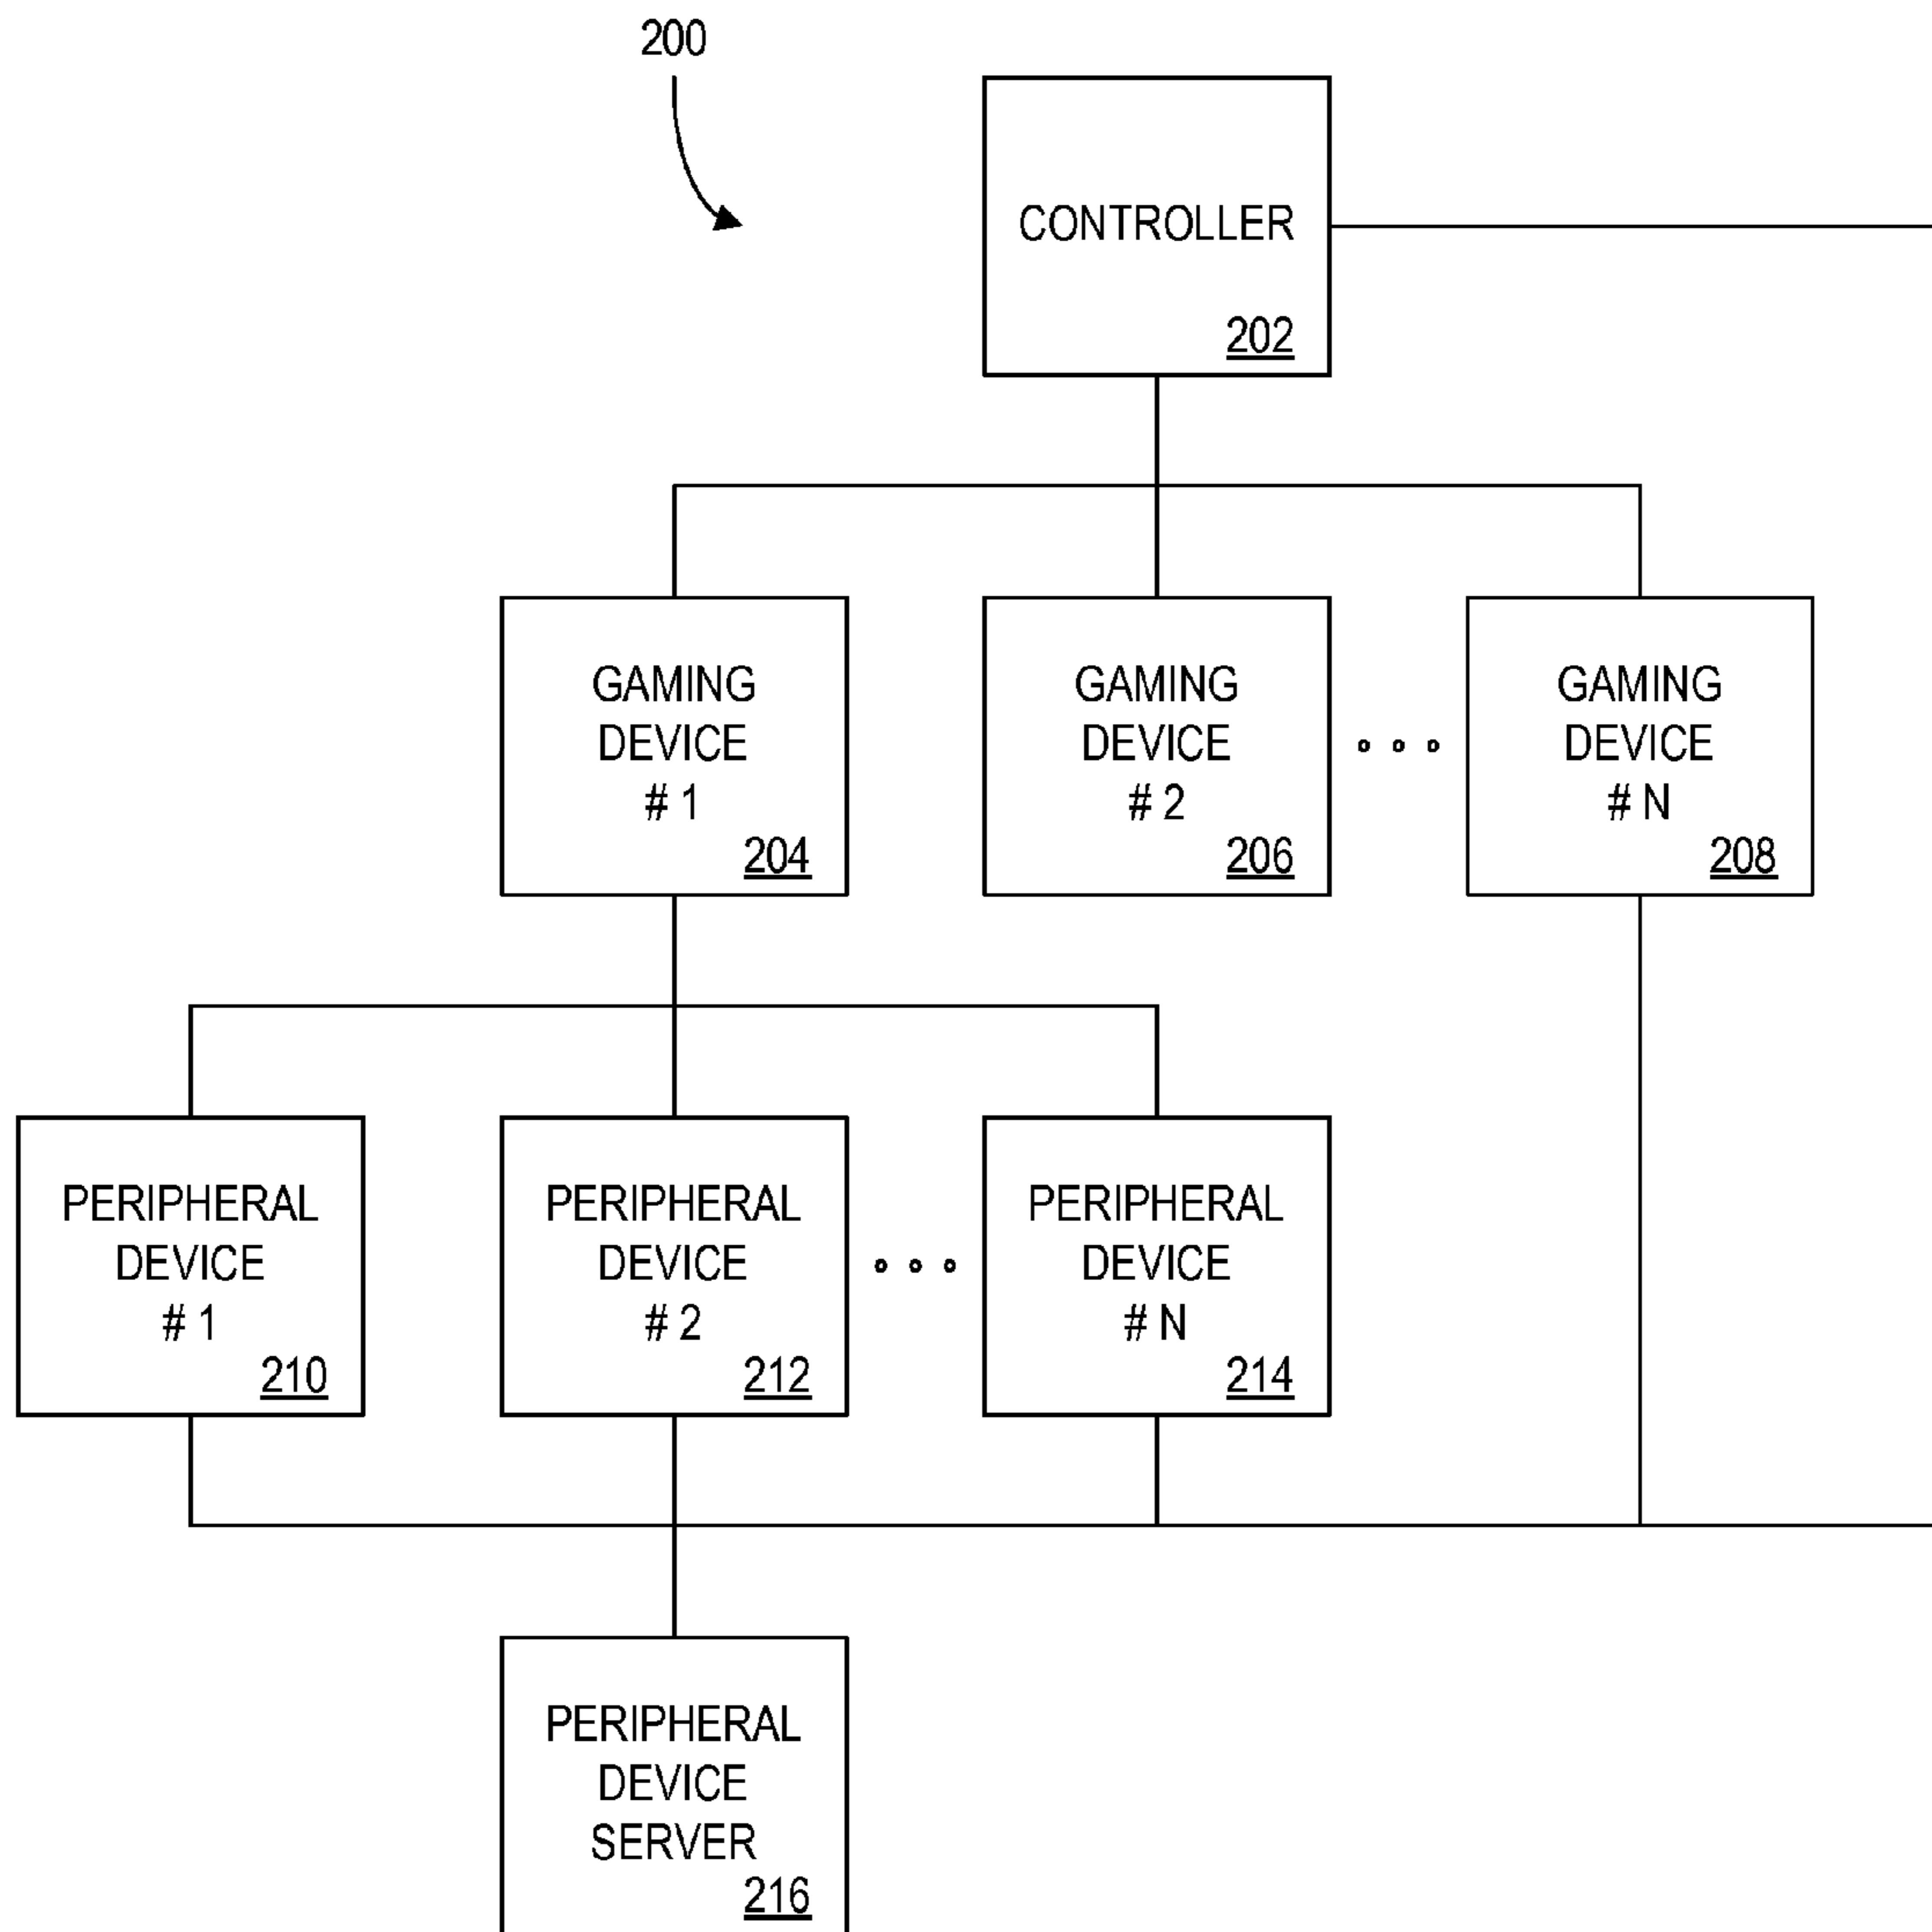 200
CONTROLLER
202
GAMING
DEVICE
# 1
204
GAMING
DEVICE
# 2
206
GAMING
DEVICE
# N
208
PERIPHERAL
DEVICE
# 1
210
PERIPHERAL
DEVICE
# 2
212
PERIPHERAL
DEVICE
# N
214
PERIPHERAL
DEVICE
SERVER
216